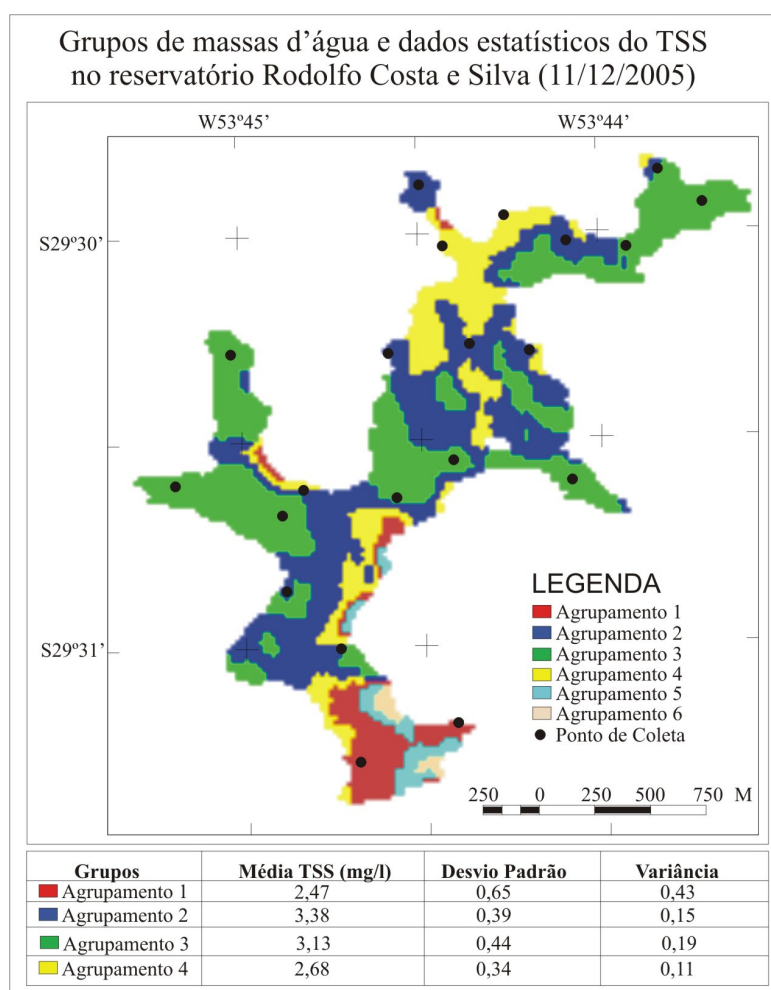 Grupos de massas d'água e dados estatísticos do TSS
no reservatório Rodolfo Costa e Silva (11/12/2005)
W53º45' W53º44'
S29º30'
S29º31'
LEGENDA
Agrupamento 1
Agrupamento 2
Agrupamento 3
Agrupamento 4
Agrupamento 5
Agrupamento 6
Ponto de Coleta
250 0 250 500 750 M
Grupos Média TSS (mg/l) Desvio Padrão Variância
Agrupamento 1 2,47 0,65 0,43
Agrupamento 2 3,38 0,39 0,15
Agrupamento 3 3,13 0,44 0,19
Agrupamento 4 2,68 0,34 0,11